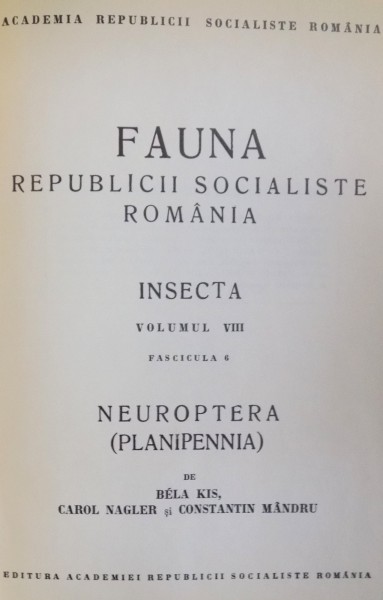 ACADEMIA REPUBLICII SOCIALISTE ROMÂNIA
FAUNA
REPUBLICII SOCIALISTE
ROMÂNIA
INSECTA
VOLUMUL VIII
FASCICULA 6
NEUROPTERA
(PLANIPENNIA)
DE
BÉLA KIS,
CAROL NAGLER și CONSTANTIN MÂNDRU
EDITURA ACADEMIEI REPUBLICII SOCIALISTE ROMÂNIA